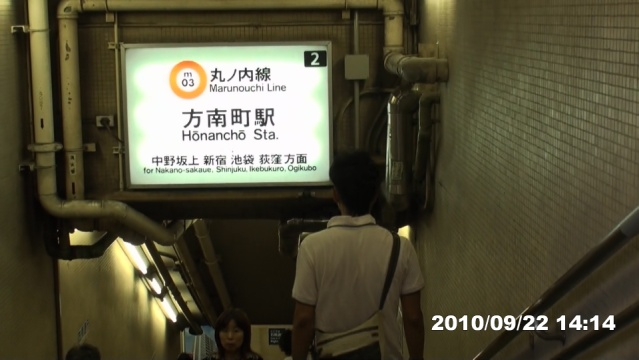 2
m
03
丸ノ内線
Marunouchi Line
方南町駅
Hōnanchō Sta.
中野坂上 新宿 池袋 荻窪方面
for Nakano-sakaue, Shinjuku, Ikebukuro, Ogikubo
2010/09/22 14:14